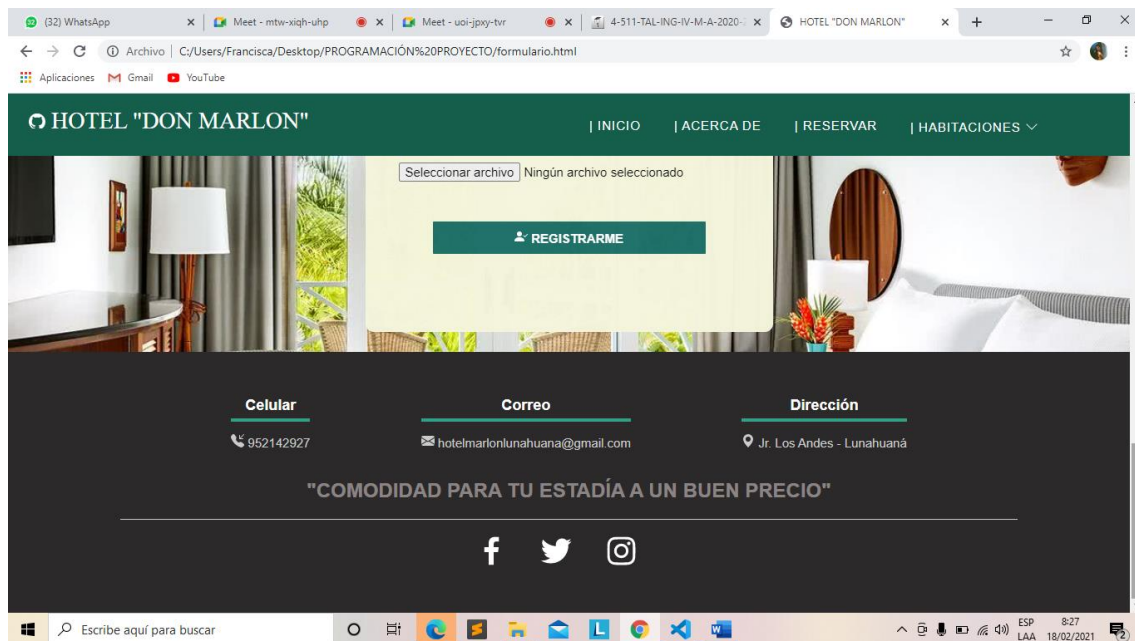 (32) WhatsApp
Meet - mtw-xiqh-uhp
Meet - uoi-jpxy-tvr
4-511-TAL-ING-IV-M-A-2020-
HOTEL "DON MARLON"
Archivo | C:/Users/Francisca/Desktop/PROGRAMACIÓN%20PROYECTO/formulario.html
Aplicaciones Gmail YouTube
HOTEL "DON MARLON"
| INICIO | ACERCA DE | RESERVAR | HABITACIONES
Seleccionar archivo Ningún archivo seleccionado
REGISTRARME
Celular Correo Dirección
952142927 hotelmarlonlunahuana@gmail.com Jr. Los Andes - Lunahuaná
"COMODIDAD PARA TU ESTADÍA A UN BUEN PRECIO"
Escribe aquí para buscar
ESP 8:27
LAA 18/02/2021
2